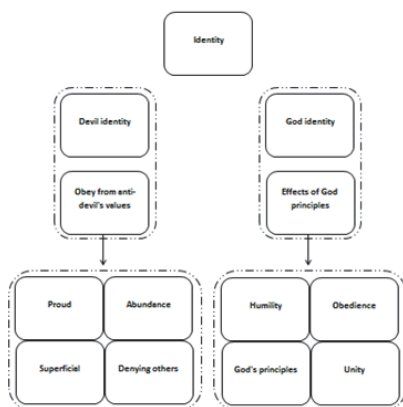 Identity
Devil identity
God identity
Obey from anti-
devil's values
Effects of God
principles
Proud
Abundance
Humility
Obedience
Superficial
Denying others
God's principles
Unity